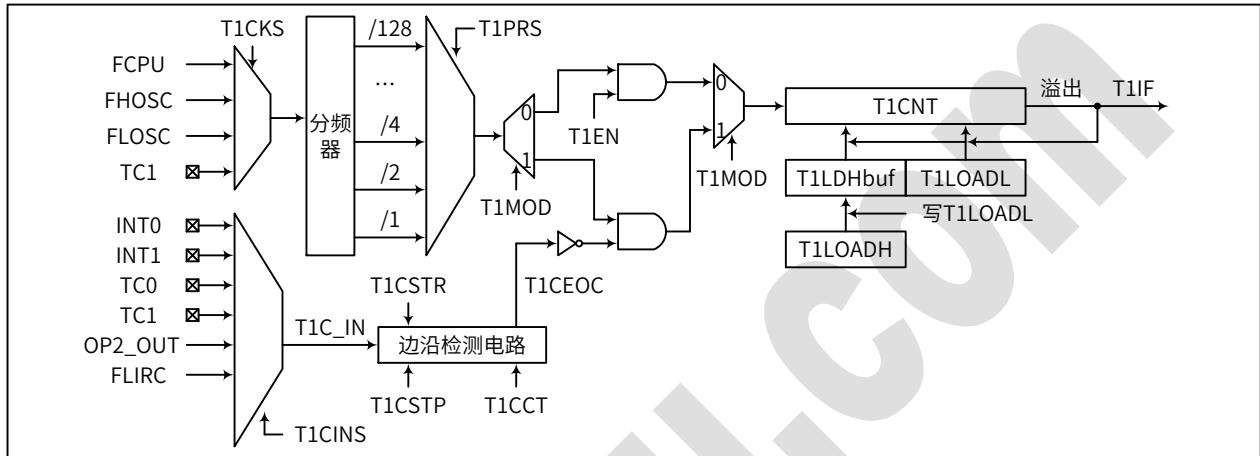 T1CKS
FCPU
FHOSC
FLOSC
TC1
分频器
/128
...
/4
/2
/1
T1PRS
0
1
T1MOD
T1EN
0
1
T1MOD
T1CNT
溢出
T1IF
T1LDHbuf
T1LOADL
写T1LOADL
T1LOADH
INT0
INT1
TC0
TC1
OP2_OUT
FLIRC
T1CINS
T1C_IN
T1CSTR
边沿检测电路
T1CSTP
T1CCT
T1CEOC
.com